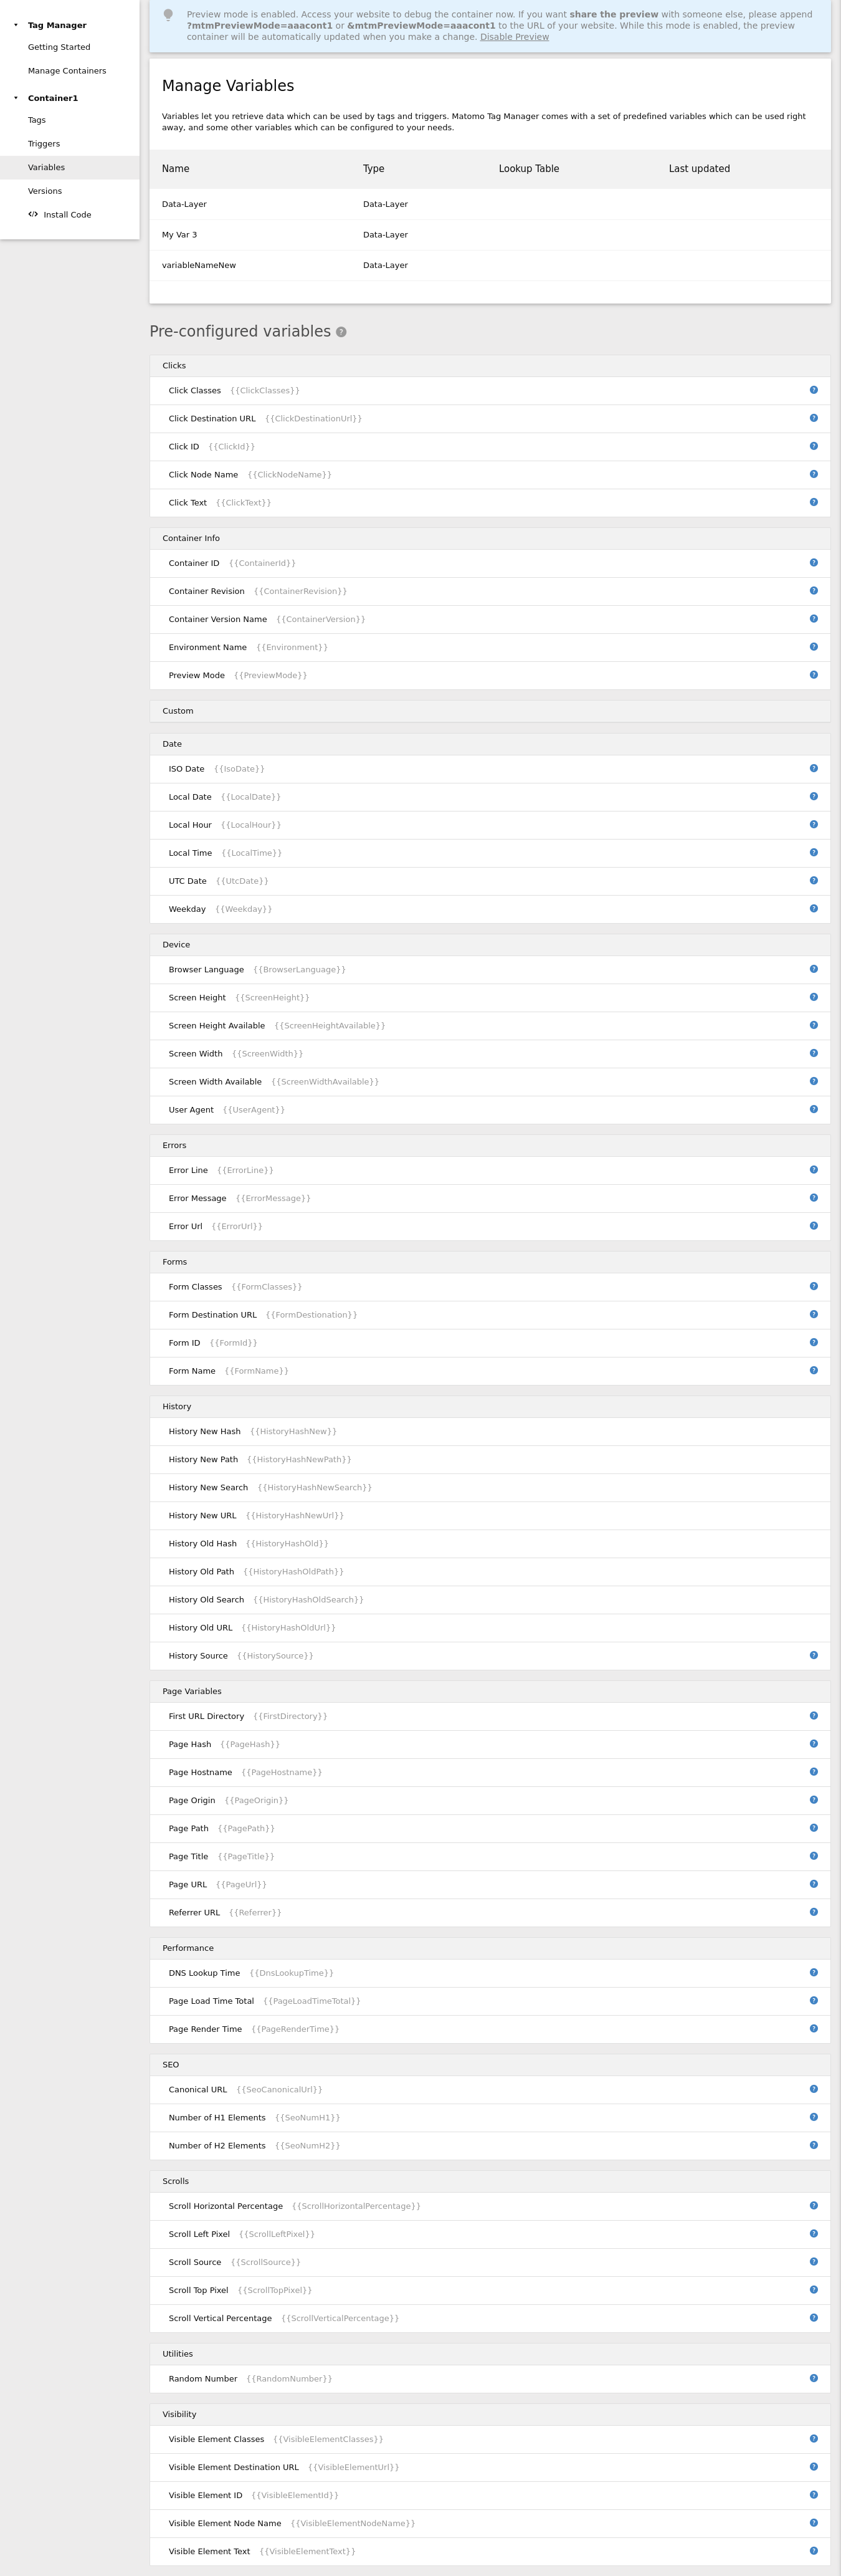 Tag Manager
Getting Started
Manage Containers
Container1
Tags
Triggers
Variables
Versions
Install Code
Preview mode is enabled. Access your website to debug the container now. If you want share the preview with someone else, please append
?mtmPreviewMode=aaacont1 or &mtmPreviewMode=aaacont1 to the URL of your website. While this mode is enabled, the preview
container will be automatically updated when you make a change. Disable Preview
Manage Variables
Variables let you retrieve data which can be used by tags and triggers. Matomo Tag Manager comes with a set of predefined variables which can be used right
away, and some other variables which can be configured to your needs.
Name Type Lookup Table Last updated
Data-Layer Data-Layer
My Var 3 Data-Layer
variableNameNew Data-Layer
Pre-configured variables
Clicks
Click Classes {{ClickClasses}}
Click Destination URL {{ClickDestinationUrl}}
Click ID {{ClickId}}
Click Node Name {{ClickNodeName}}
Click Text {{ClickText}}
Container Info
Container ID {{ContainerId}}
Container Revision {{ContainerRevision}}
Container Version Name {{ContainerVersion}}
Environment Name {{Environment}}
Preview Mode {{PreviewMode}}
Custom
Date
ISO Date {{IsoDate}}
Local Date {{LocalDate}}
Local Hour {{LocalHour}}
Local Time {{LocalTime}}
UTC Date {{UtcDate}}
Weekday {{Weekday}}
Device
Browser Language {{BrowserLanguage}}
Screen Height {{ScreenHeight}}
Screen Height Available {{ScreenHeightAvailable}}
Screen Width {{ScreenWidth}}
Screen Width Available {{ScreenWidthAvailable}}
User Agent {{UserAgent}}
Errors
Error Line {{ErrorLine}}
Error Message {{ErrorMessage}}
Error Url {{ErrorUrl}}
Forms
Form Classes {{FormClasses}}
Form Destination URL {{FormDestionation}}
Form ID {{FormId}}
Form Name {{FormName}}
History
History New Hash {{HistoryHashNew}}
History New Path {{HistoryHashNewPath}}
History New Search {{HistoryHashNewSearch}}
History New URL {{HistoryHashNewUrl}}
History Old Hash {{HistoryHashOld}}
History Old Path {{HistoryHashOldPath}}
History Old Search {{HistoryHashOldSearch}}
History Old URL {{HistoryHashOldUrl}}
History Source {{HistorySource}}
Page Variables
First URL Directory {{FirstDirectory}}
Page Hash {{PageHash}}
Page Hostname {{PageHostname}}
Page Origin {{PageOrigin}}
Page Path {{PagePath}}
Page Title {{PageTitle}}
Page URL {{PageUrl}}
Referrer URL {{Referrer}}
Performance
DNS Lookup Time {{DnsLookupTime}}
Page Load Time Total {{PageLoadTimeTotal}}
Page Render Time {{PageRenderTime}}
SEO
Canonical URL {{SeoCanonicalUrl}}
Number of H1 Elements {{SeoNumH1}}
Number of H2 Elements {{SeoNumH2}}
Scrolls
Scroll Horizontal Percentage {{ScrollHorizontalPercentage}}
Scroll Left Pixel {{ScrollLeftPixel}}
Scroll Source {{ScrollSource}}
Scroll Top Pixel {{ScrollTopPixel}}
Scroll Vertical Percentage {{ScrollVerticalPercentage}}
Utilities
Random Number {{RandomNumber}}
Visibility
Visible Element Classes {{VisibleElementClasses}}
Visible Element Destination URL {{VisibleElementUrl}}
Visible Element ID {{VisibleElementId}}
Visible Element Node Name {{VisibleElementNodeName}}
Visible Element Text {{VisibleElementText}}